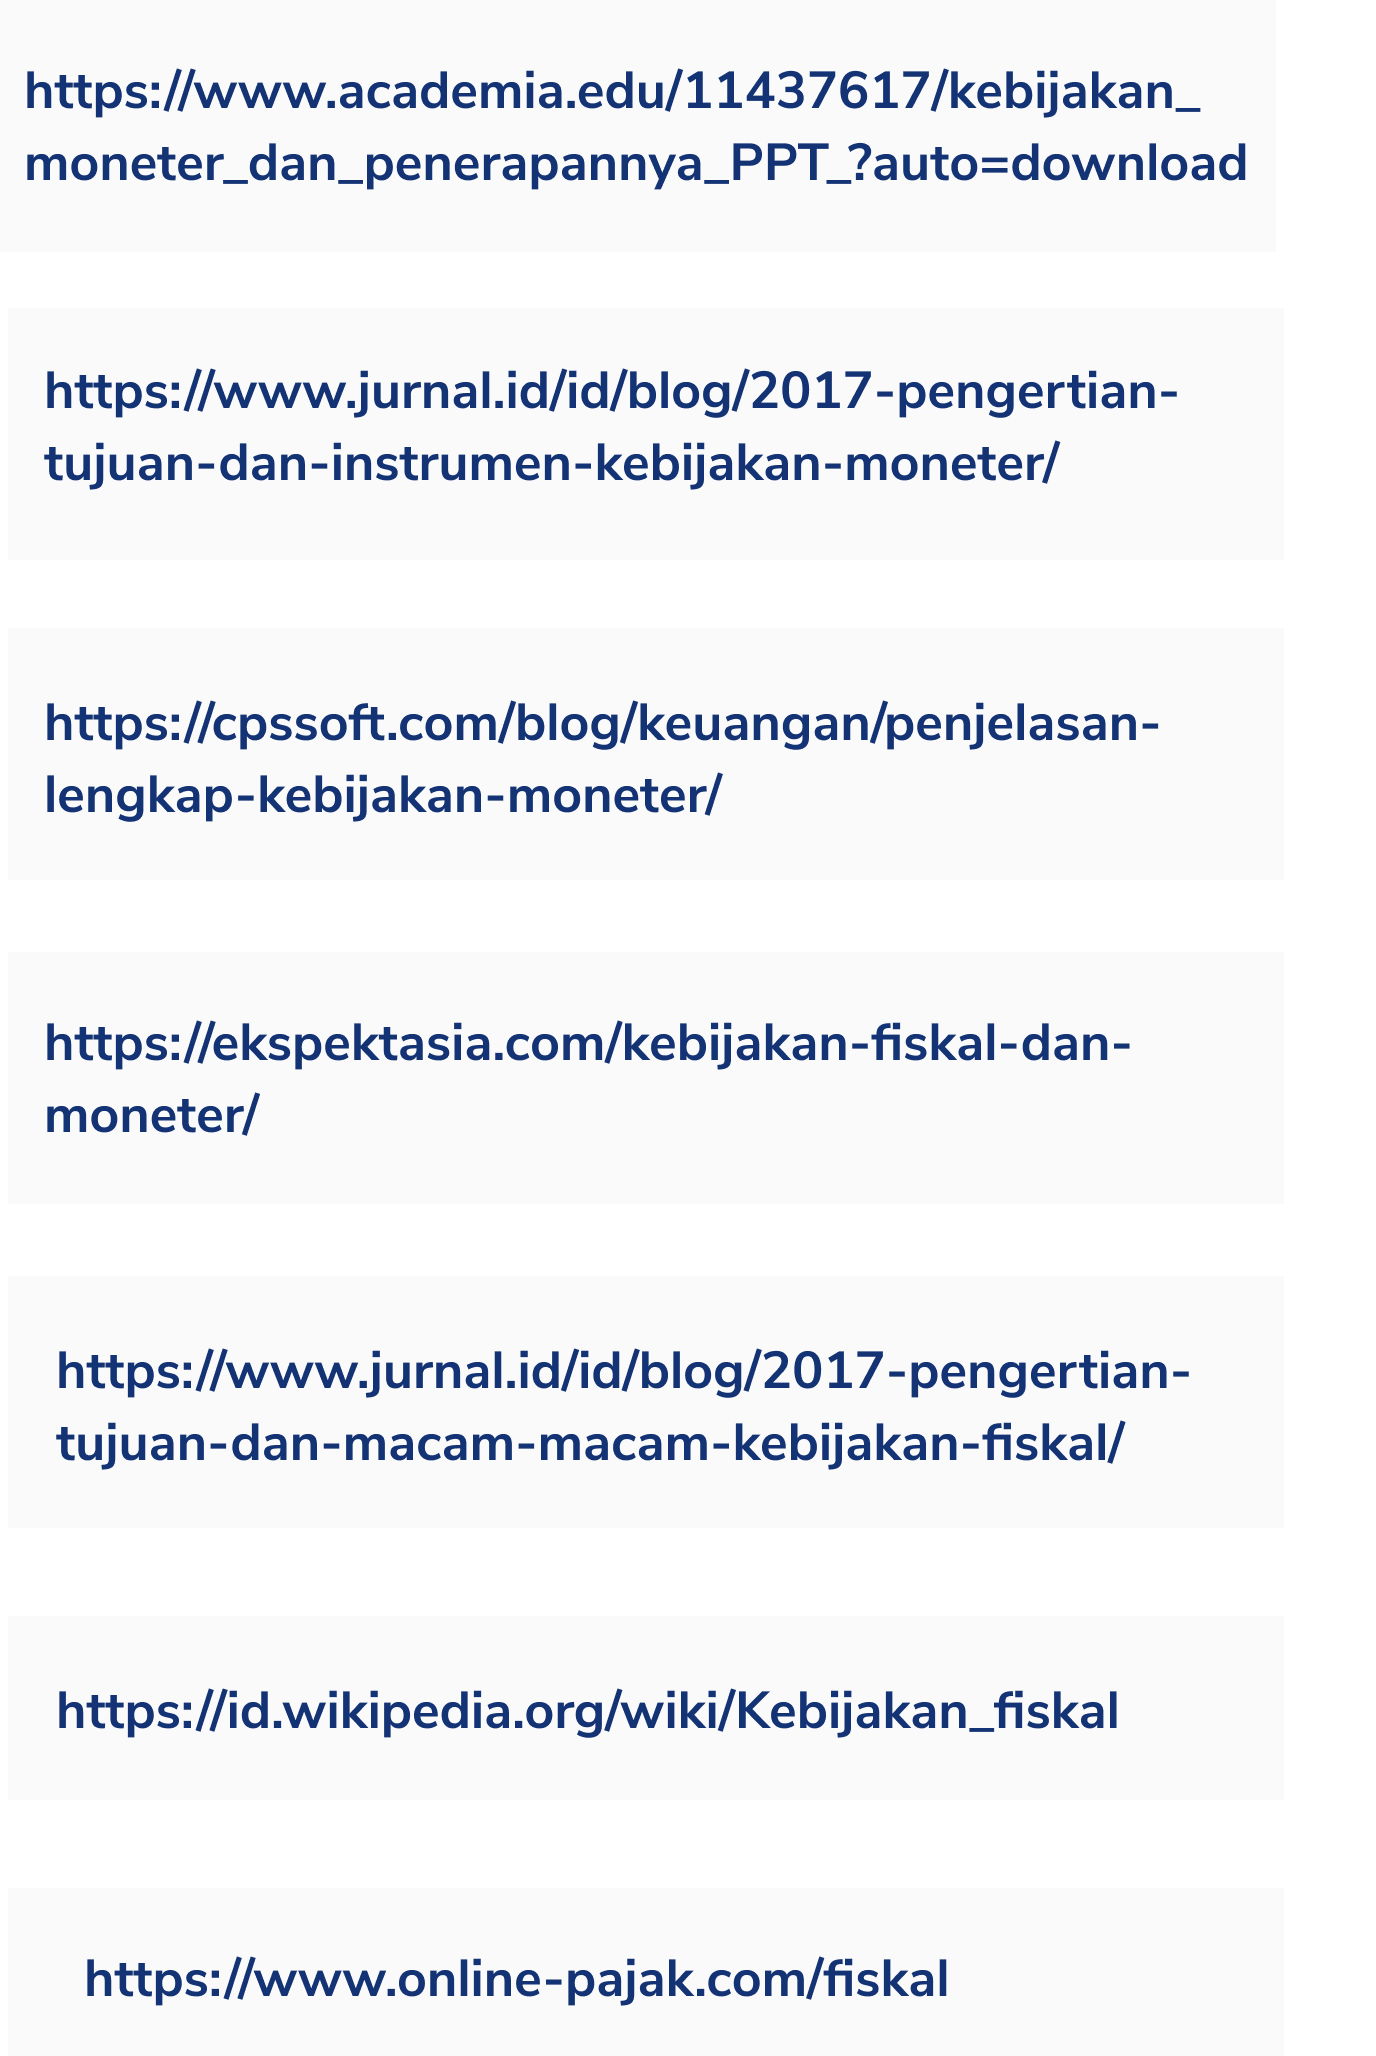 https://www.academia.edu/11437617/kebijakan_
moneter_dan_penerapannya_PPT_?auto=download
https://www.jurnal.id/id/blog/2017-pengertian-
tujuan-dan-instrumen-kebijakan-moneter/
https://cpssoft.com/blog/keuangan/penjelasan-
lengkap-kebijakan-moneter/
https://ekspektasia.com/kebijakan-fiskal-dan-
moneter/
https://www.jurnal.id/id/blog/2017-pengertian-
tujuan-dan-macam-macam-kebijakan-fiskal/
https://id.wikipedia.org/wiki/Kebijakan_fiskal
https://www.online-pajak.com/fiskal